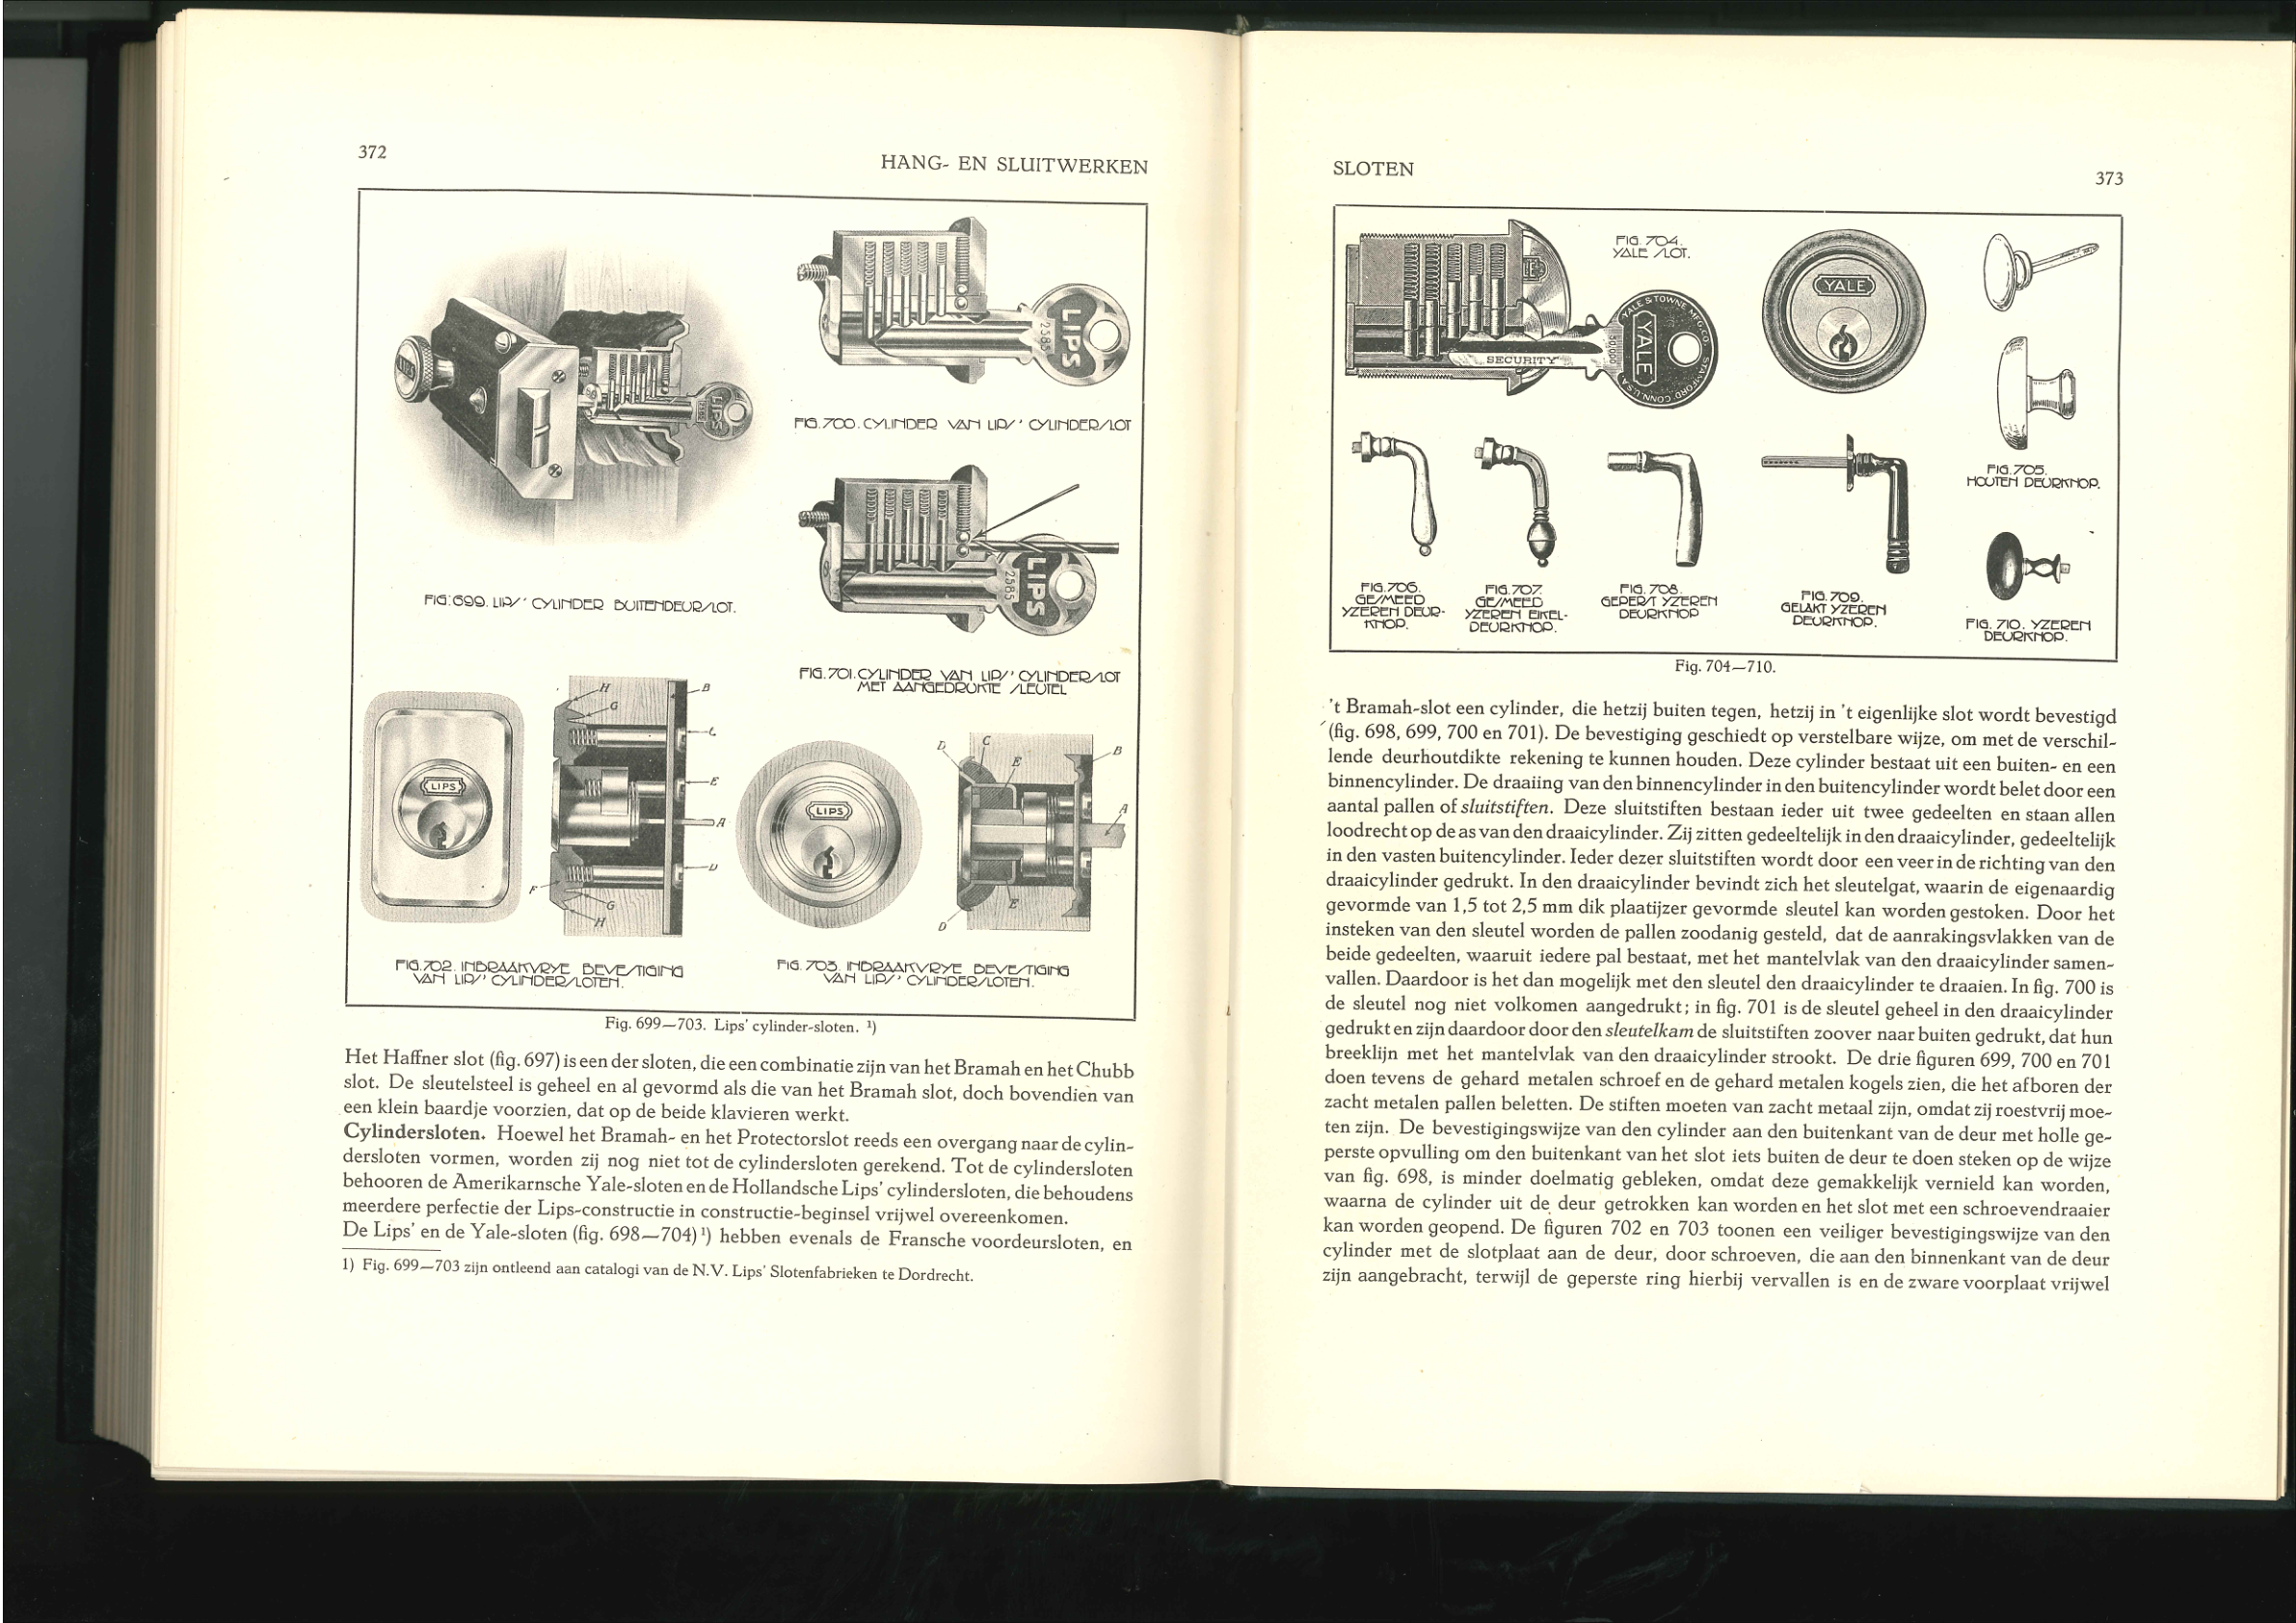 372
HANG- EN SLUITWERKEN
LIPS
LIPS
LIPS
2585
FIG. 700. CYLINDER VAN LIPS' CYLINDERSLOT
LIPS
2585
FIG. 699. LIPS' CYLINDER BUITENDEURSLOT.
FIG. 701. CYLINDER VAN LIPS' CYLINDERSLOT
MET AANGEDRUKTE SLEUTEL
LIPS
H
G
B
C
E
A
D
F
G
H
LIPS
D
C
E
B
A
E
D
FIG. 702. INBRAAKVRYE BEVESTIGING
VAN LIPS' CYLINDERSLOTEN.
FIG. 703. INBRAAKVRYE BEVESTIGING
VAN LIPS' CYLINDERSLOTEN.
Fig. 699—703. Lips' cylinder-sloten. ¹)
Het Haffner slot (fig. 697) is een der sloten, die een combinatie zijn van het Bramah en het Chubb
slot. De sleutelsteel is geheel en al gevormd als die van het Bramah slot, doch bovendien van
een klein baardje voorzien, dat op de beide klavieren werkt.
Cylindersloten. Hoewel het Bramah- en het Protectorslot reeds een overgang naar de cylin-
dersloten vormen, worden zij nog niet tot de cylindersloten gerekend. Tot de cylindersloten
behooren de Amerikarnsche Yale-sloten en de Hollandsche Lips' cylindersloten, die behoudens
meerdere perfectie der Lips-constructie in constructie-beginsel vrijwel overeenkomen.
De Lips' en de Yale-sloten (fig. 698—704) ¹) hebben evenals de Fransche voordeursloten, en
1) Fig. 699—703 zijn ontleend aan catalogi van de N.V. Lips' Slotenfabrieken te Dordrecht.
SLOTEN
373
FIG. 704.
YALE SLOT.
SECURITY
YALE & TOWNE MFG. CO. STAMFORD. CONN. U.S.A.
YALE
YALE
FIG. 705.
HOUTEN DEURKNOP.
FIG. 706.
GESMEED
YZEREN DEUR-
KNOP.
FIG. 707.
GESMEED
YZEREN EIKEL-
DEURKNOP.
FIG. 708.
GEPERST YZEREN
DEURKNOP
FIG. 709.
GELAKT YZEREN
DEURKNOP.
FIG. 710. YZEREN
DEURKNOP.
Fig. 704—710.
't Bramah-slot een cylinder, die hetzij buiten tegen, hetzij in 't eigenlijke slot wordt bevestigd
(fig. 698, 699, 700 en 701). De bevestiging geschiedt op verstelbare wijze, om met de verschil-
lende deurhoutdikte rekening te kunnen houden. Deze cylinder bestaat uit een buiten- en een
binnencylinder. De draaiing van den binnencylinder in den buitencylinder wordt belet door een
aantal pallen of sluitstiften. Deze sluitstiften bestaan ieder uit twee gedeelten en staan allen
loodrecht op de as van den draaicylinder. Zij zitten gedeeltelijk in den draaicylinder, gedeeltelijk
in den vasten buitencylinder. Ieder dezer sluitstiften wordt door een veer in de richting van den
draaicylinder gedrukt. In den draaicylinder bevindt zich het sleutelgat, waarin de eigenaardig
gevormde van 1,5 tot 2,5 mm dik plaatijzer gevormde sleutel kan worden gestoken. Door het
insteken van den sleutel worden de pallen zoodanig gesteld, dat de aanrakingsvlakken van de
beide gedeelten, waaruit iedere pal bestaat, met het mantelvlak van den draaicylinder samen-
vallen. Daardoor is het dan mogelijk met den sleutel den draaicylinder te draaien. In fig. 700 is
de sleutel nog niet volkomen aangedrukt; in fig. 701 is de sleutel geheel in den draaicylinder
gedrukt en zijn daardoor door den sleutelkam de sluitstiften zoover naar buiten gedrukt, dat hun
breeklijn met het mantelvlak van den draaicylinder strookt. De drie figuren 699, 700 en 701
doen tevens de gehard metalen schroef en de gehard metalen kogels zien, die het afboren der
zacht metalen pallen beletten. De stiften moeten van zacht metaal zijn, omdat zij roestvrij moe-
ten zijn. De bevestigingswijze van den cylinder aan den buitenkant van de deur met holle ge-
perste opvulling om den buitenkant van het slot iets buiten de deur te doen steken op de wijze
van fig. 698, is minder doelmatig gebleken, omdat deze gemakkelijk vernield kan worden,
waarna de cylinder uit de deur getrokken kan worden en het slot met een schroevendraaier
kan worden geopend. De figuren 702 en 703 toonen een veiliger bevestigingswijze van den
cylinder met de slotplaat aan de deur, door schroeven, die aan den binnenkant van de deur
zijn aangebracht, terwijl de geperste ring hierbij vervallen is en de zware voorplaat vrijwel